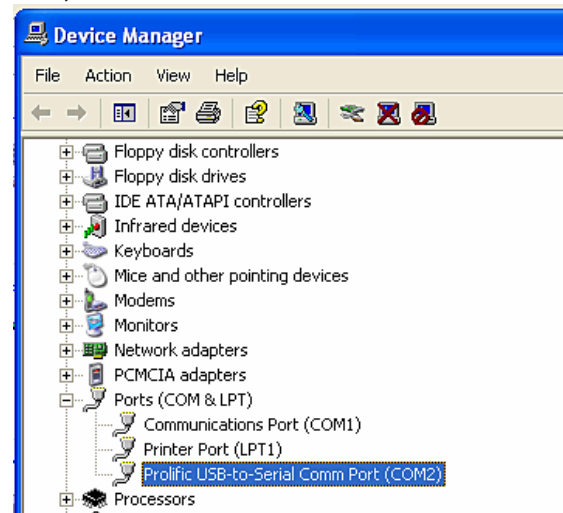 Device Manager
File Action View Help
Floppy disk controllers
Floppy disk drives
IDE ATA/ATAPI controllers
Infrared devices
Keyboards
Mice and other pointing devices
Modems
Monitors
Network adapters
PCMCIA adapters
Ports (COM & LPT)
Communications Port (COM1)
Printer Port (LPT1)
Prolific USB-to-Serial Comm Port (COM2)
Processors